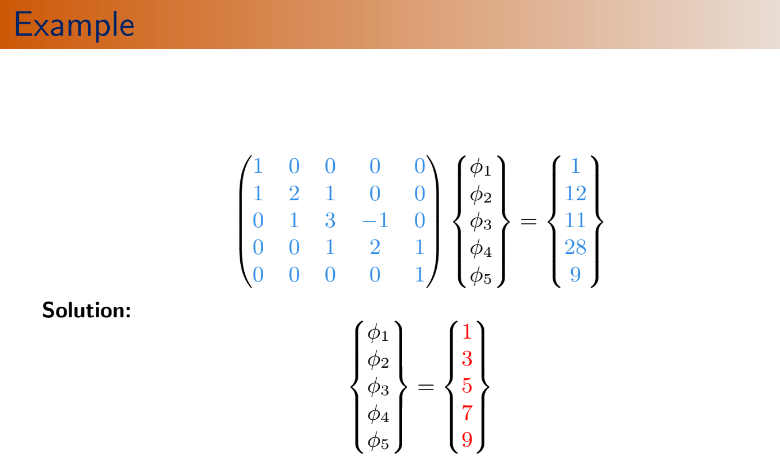 Example
1 0 0 0 0 ϕ1 1
1 2 1 0 0 ϕ2 12
0 1 3 −1 0 ϕ3 = 11
0 0 1 2 1 ϕ4 28
0 0 0 0 1 ϕ5 9
Solution:
ϕ1 1
ϕ2 3
ϕ3 = 5
ϕ4 7
ϕ5 9